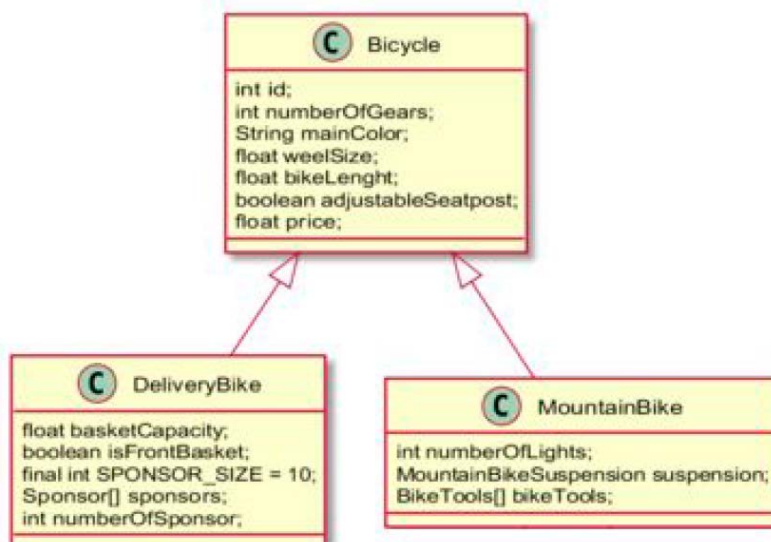 C Bicycle
int id;
int numberOfGears;
String mainColor;
float weelSize;
float bikeLenght;
boolean adjustableSeatpost;
float price;
C DeliveryBike
float basketCapacity;
boolean isFrontBasket;
final int SPONSOR_SIZE = 10;
Sponsor[] sponsors;
int numberOfSponsor;
C MountainBike
int numberOfLights;
MountainBikeSuspension suspension;
BikeTools[] bikeTools;